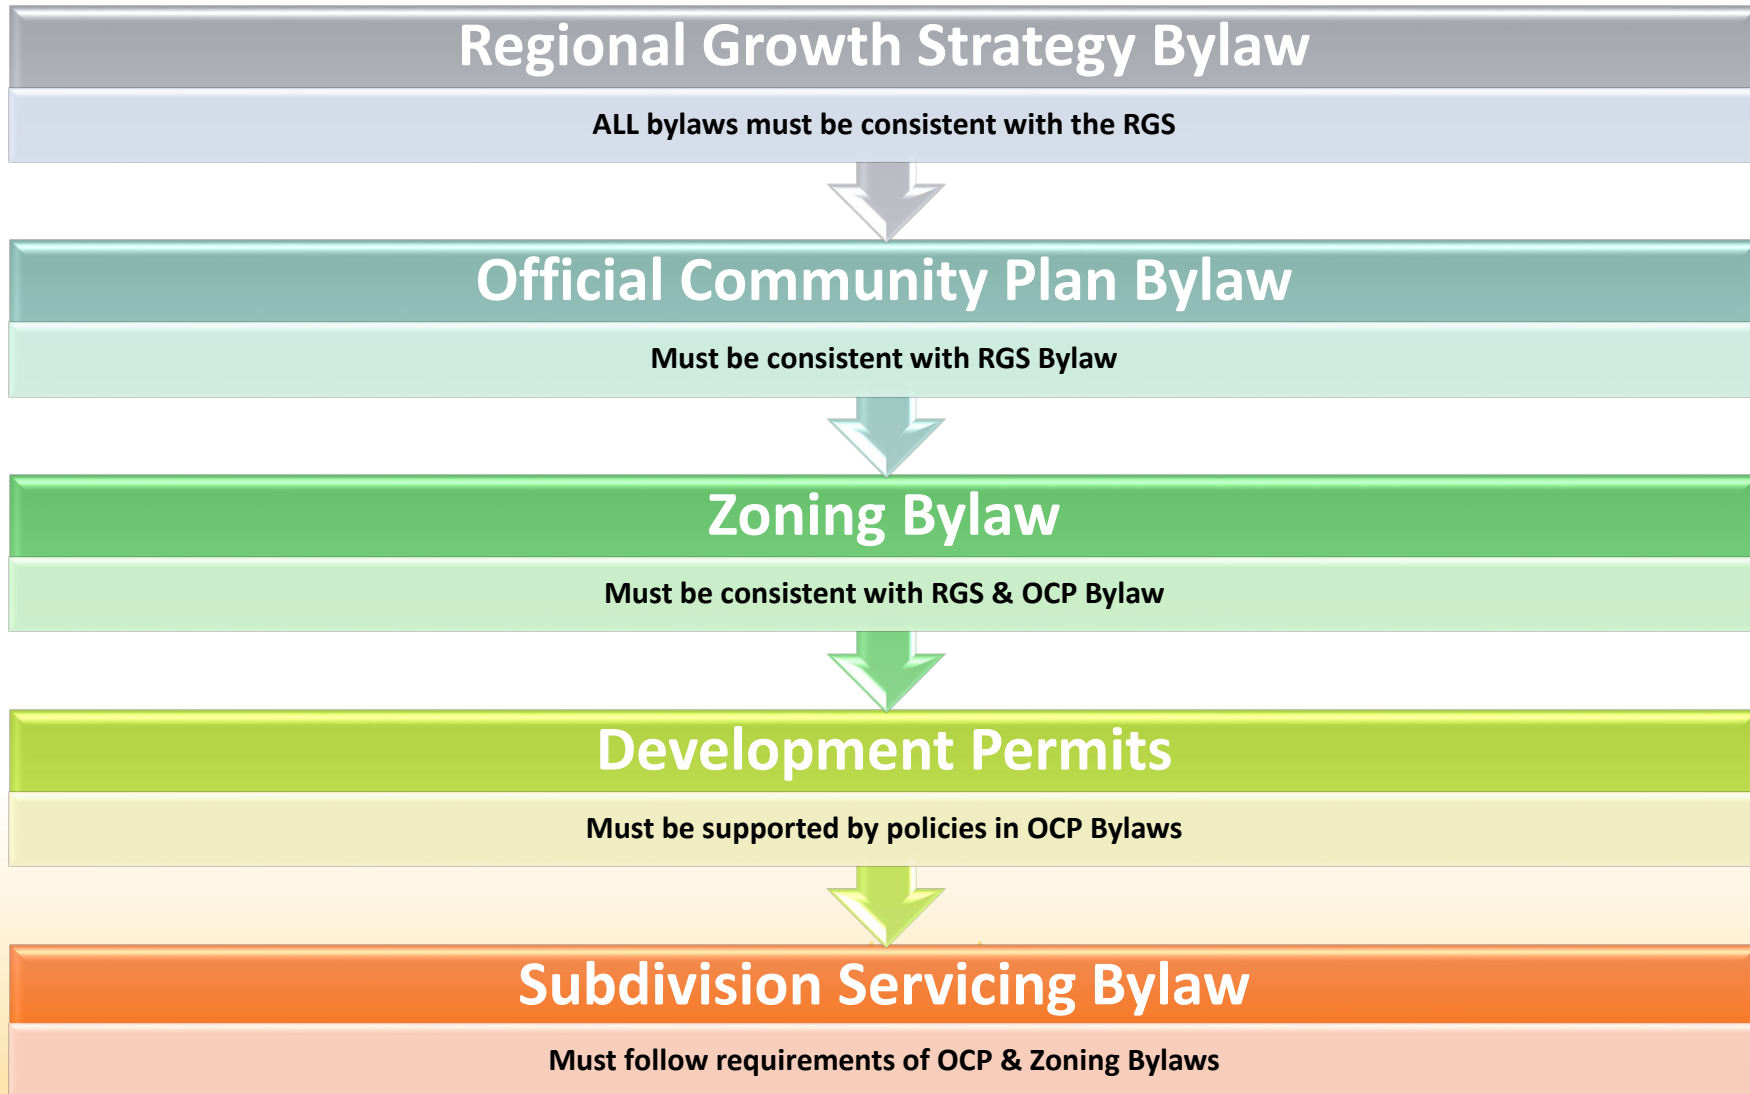 Regional Growth Strategy Bylaw
ALL bylaws must be consistent with the RGS
Official Community Plan Bylaw
Must be consistent with RGS Bylaw
Zoning Bylaw
Must be consistent with RGS & OCP Bylaw
Development Permits
Must be supported by policies in OCP Bylaws
Subdivision Servicing Bylaw
Must follow requirements of OCP & Zoning Bylaws